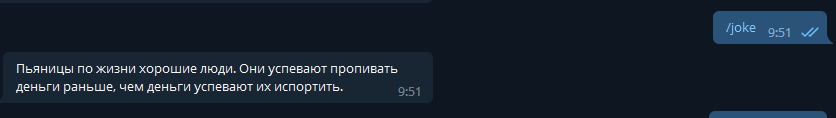 /joke 9:51
Пьяницы по жизни хорошие люди. Они успевают пропивать
деньги раньше, чем деньги успевают их испортить. 9:51